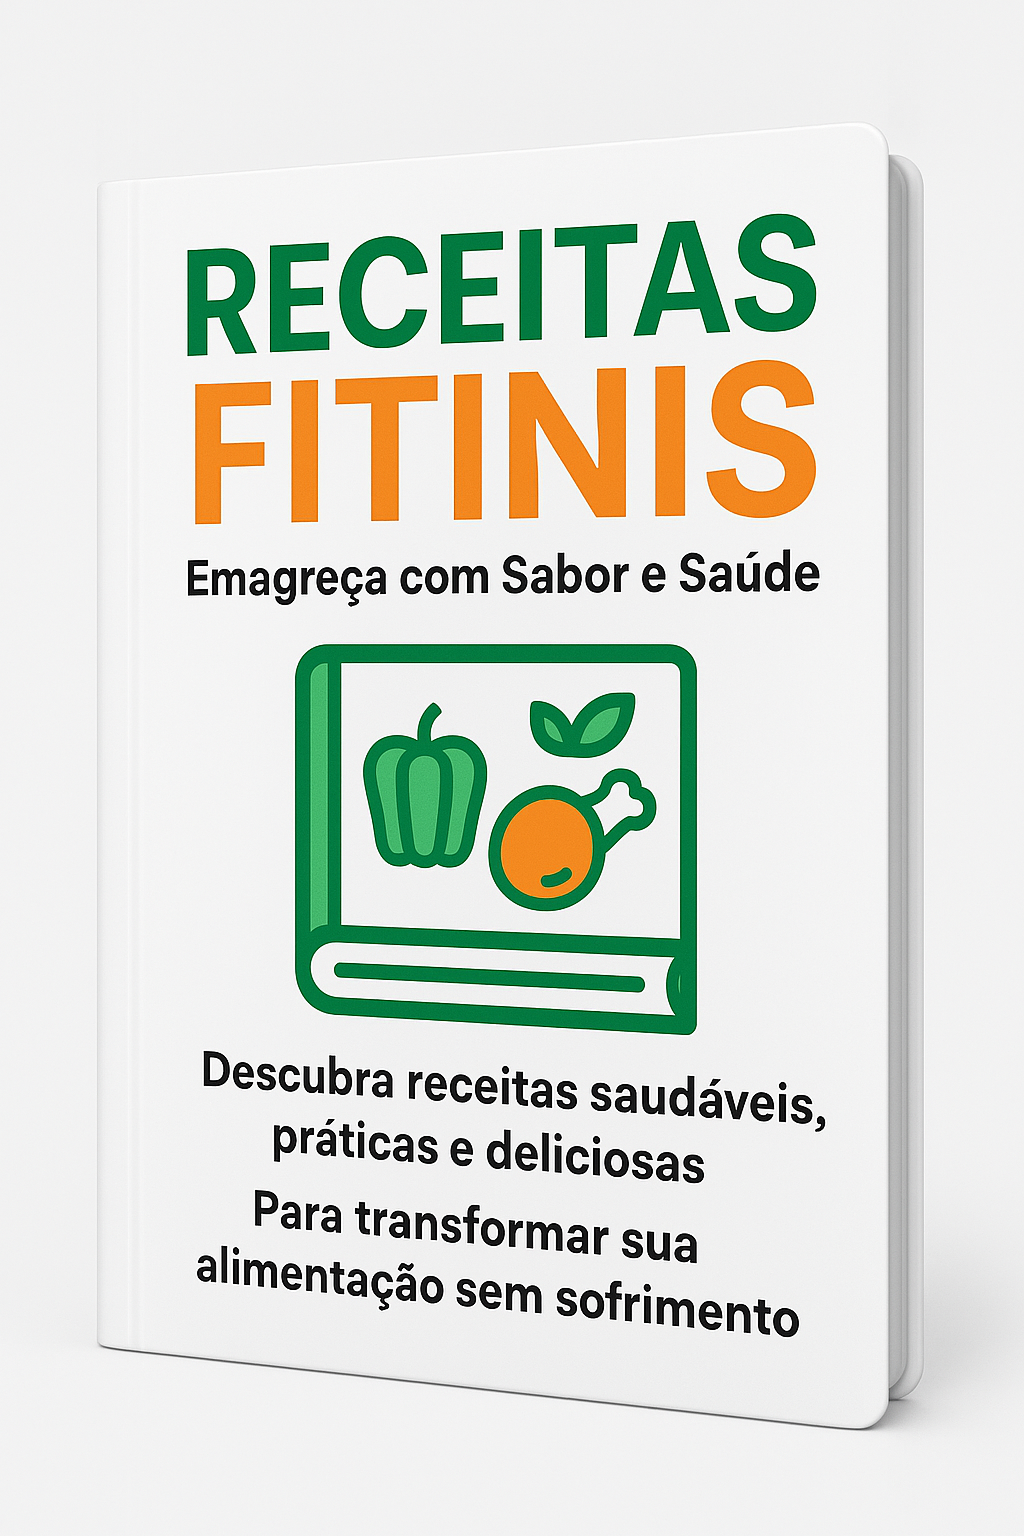 RECEITAS
FITINIS
Emagreça com Sabor e Saúde
Descubra receitas saudáveis,
práticas e deliciosas
Para transformar sua
alimentação sem sofrimento